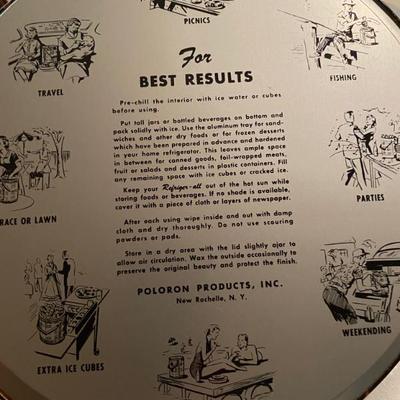 PICNICS
TRAVEL
FISHING
For
BEST RESULTS
Pre-chill the interior with ice water or cubes
before using.
Put tall jars or bottled beverages on bottom and
pack solidly with ice. Use the aluminum tray for sand-
wiches and other dry foods or for frozen desserts
which have been prepared in advance and hardened
in your home refrigerator. This leaves ample space
in between for canned goods, foil-wrapped meats,
fruit or salads and desserts in plastic containers. Fill
any remaining space with ice cubes or cracked ice.
Keep your Refriger-all out of the hot sun while
storing foods or beverages. If no shade is available,
cover it with a piece of cloth or layers of newspaper.
After each using wipe inside and out with damp
cloth and dry thoroughly. Do not use scouring
powders or pads.
Store in a dry area with the lid slightly ajar to
allow air circulation. Wax the outside occasionally to
preserve the original beauty and protect the finish.
POLORON PRODUCTS, INC.
New Rochelle, N. Y.
RACE OR LAWN
PARTIES
EXTRA ICE CUBES
WEEKENDING